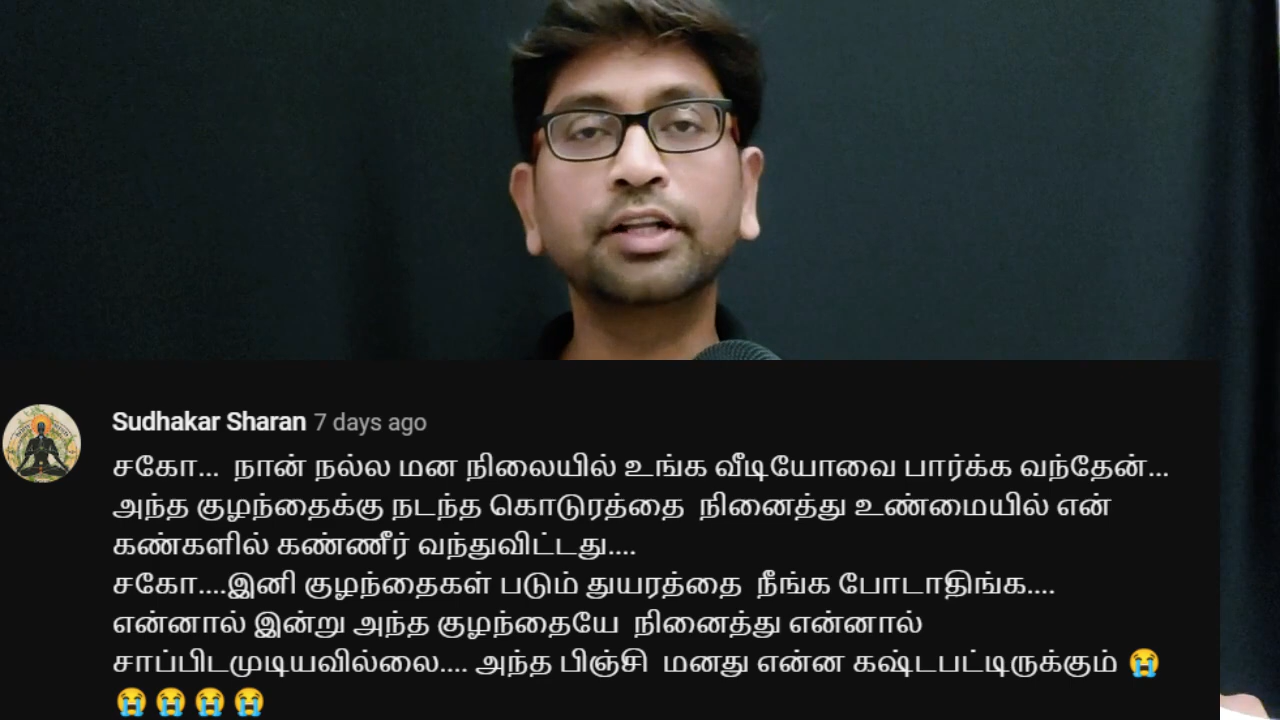 Sudhakar Sharan 7 days ago
சகோ... நான் நல்ல மன நிலையில் உங்க வீடியோவை பார்க்க வந்தேன்...
அந்த குழந்தைக்கு நடந்த கொடுரத்தை நினைத்து உண்மையில் என்
கண்களில் கண்ணீர் வந்துவிட்டது....
சகோ....இனி குழந்தைகள் படும் துயரத்தை நீங்க போடாதிங்க....
என்னால் இன்று அந்த குழந்தையே நினைத்து என்னால்
சாப்பிடமுடியவில்லை.... அந்த பிஞ்சி மனது என்ன கஷ்டபட்டிருக்கும் 😭
😭😭😭😭